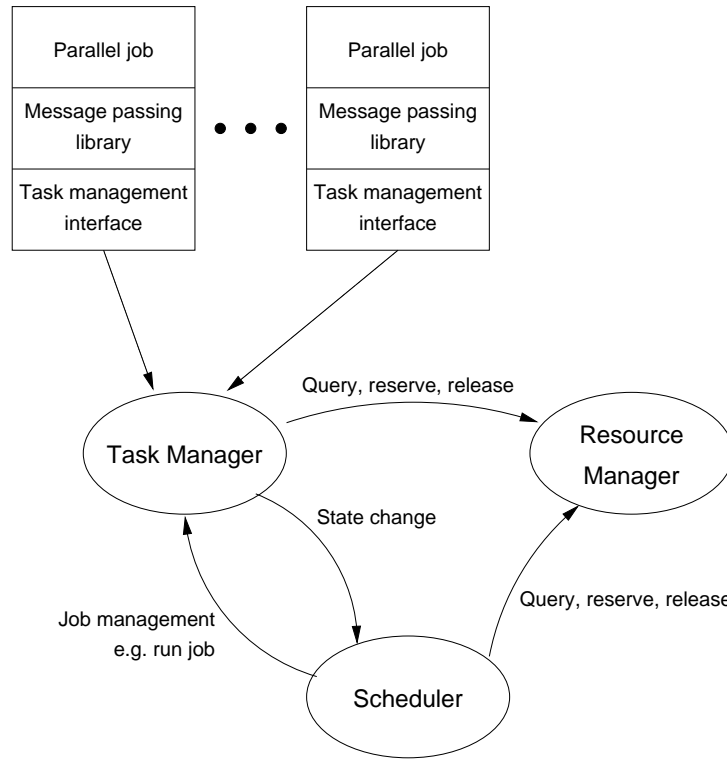 Parallel job
Message passing
library
Task management
interface
Parallel job
Message passing
library
Task management
interface
Query, reserve, release
Task Manager
Resource
Manager
State change
Query, reserve, release
Job management
e.g. run job
Scheduler